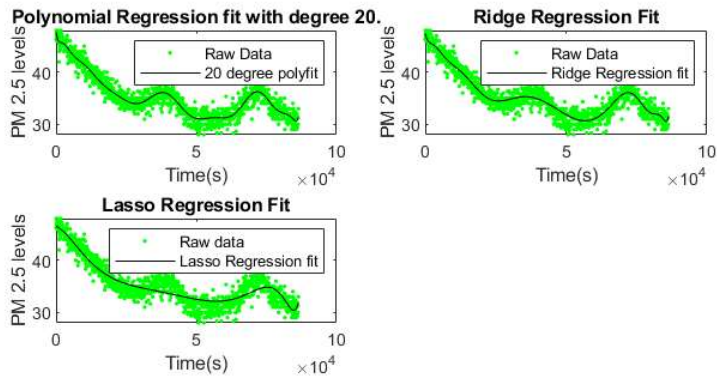 Polynomial Regression fit with degree 20.
PM 2.5 levels
40
30
Raw Data
20 degree polyfit
0 5 10
Time(s)
×10^4
Ridge Regression Fit
PM 2.5 levels
40
30
Raw Data
Ridge Regression fit
0 5 10
Time(s)
×10^4
Lasso Regression Fit
PM 2.5 levels
40
30
Raw data
Lasso Regression fit
0 5 10
Time(s)
×10^4